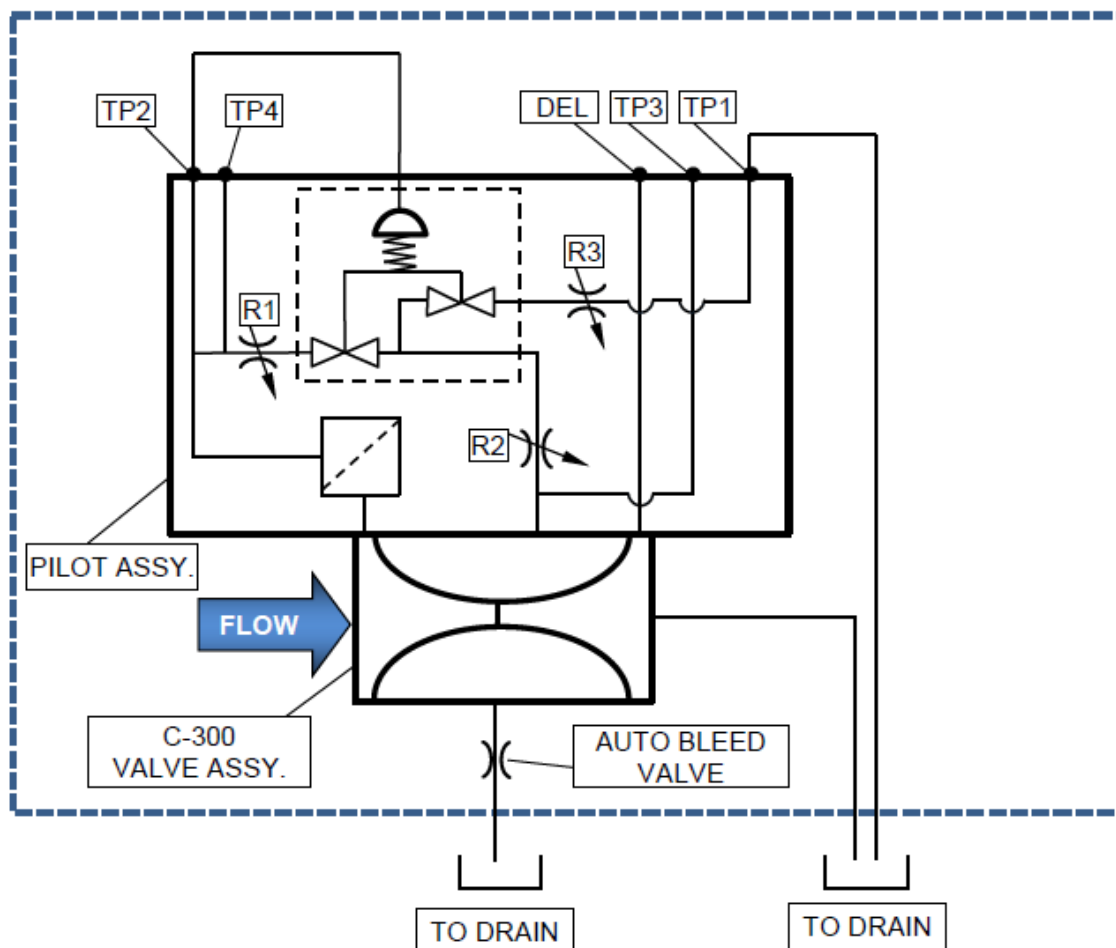 TP2
TP4
DEL
TP3
TP1
R3
R1
R2
PILOT ASSY.
FLOW
C-300
VALVE ASSY.
AUTO BLEED
VALVE
TO DRAIN
TO DRAIN